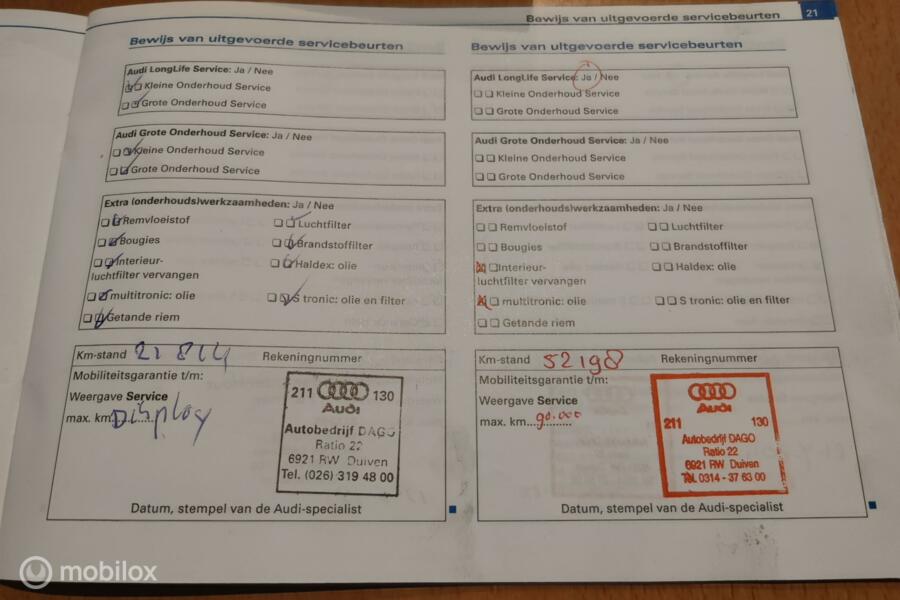 Bewijs van uitgevoerde servicebeurten 21
Bewijs van uitgevoerde servicebeurten
Audi LongLife Service: Ja / Nee
Kleine Onderhoud Service
Grote Onderhoud Service
Audi Grote Onderhoud Service: Ja / Nee
Kleine Onderhoud Service
Grote Onderhoud Service
Extra (onderhouds)werkzaamheden: Ja / Nee
Remvloeistof Luchtfilter
Bougies Brandstoffilter
Interieur- Haldex: olie
luchtfilter vervangen
multitronic: olie S tronic: olie en filter
Getande riem
Km-stand Rekeningnummer
Mobiliteitsgarantie t/m:
Weergave Service
max. km. Display
211 Audi 130
Autobedrijf DAGO
Ratio 22
6921 RW Duiven
Tel. (026) 319 48 00
Datum, stempel van de Audi-specialist
Bewijs van uitgevoerde servicebeurten
Audi LongLife Service: Ja / Nee
Kleine Onderhoud Service
Grote Onderhoud Service
Audi Grote Onderhoud Service: Ja / Nee
Kleine Onderhoud Service
Grote Onderhoud Service
Extra (onderhouds)werkzaamheden: Ja / Nee
Remvloeistof Luchtfilter
Bougies Brandstoffilter
Interieur- Haldex: olie
luchtfilter vervangen
multitronic: olie S tronic: olie en filter
Getande riem
Km-stand 52198 Rekeningnummer
Mobiliteitsgarantie t/m:
Weergave Service
max. km. 90.000
Audi
211 130
Autobedrijf DAGO
Ratio 22
6921 RW Duiven
Tel. 0314 - 37 63 00
Datum, stempel van de Audi-specialist
mobilox